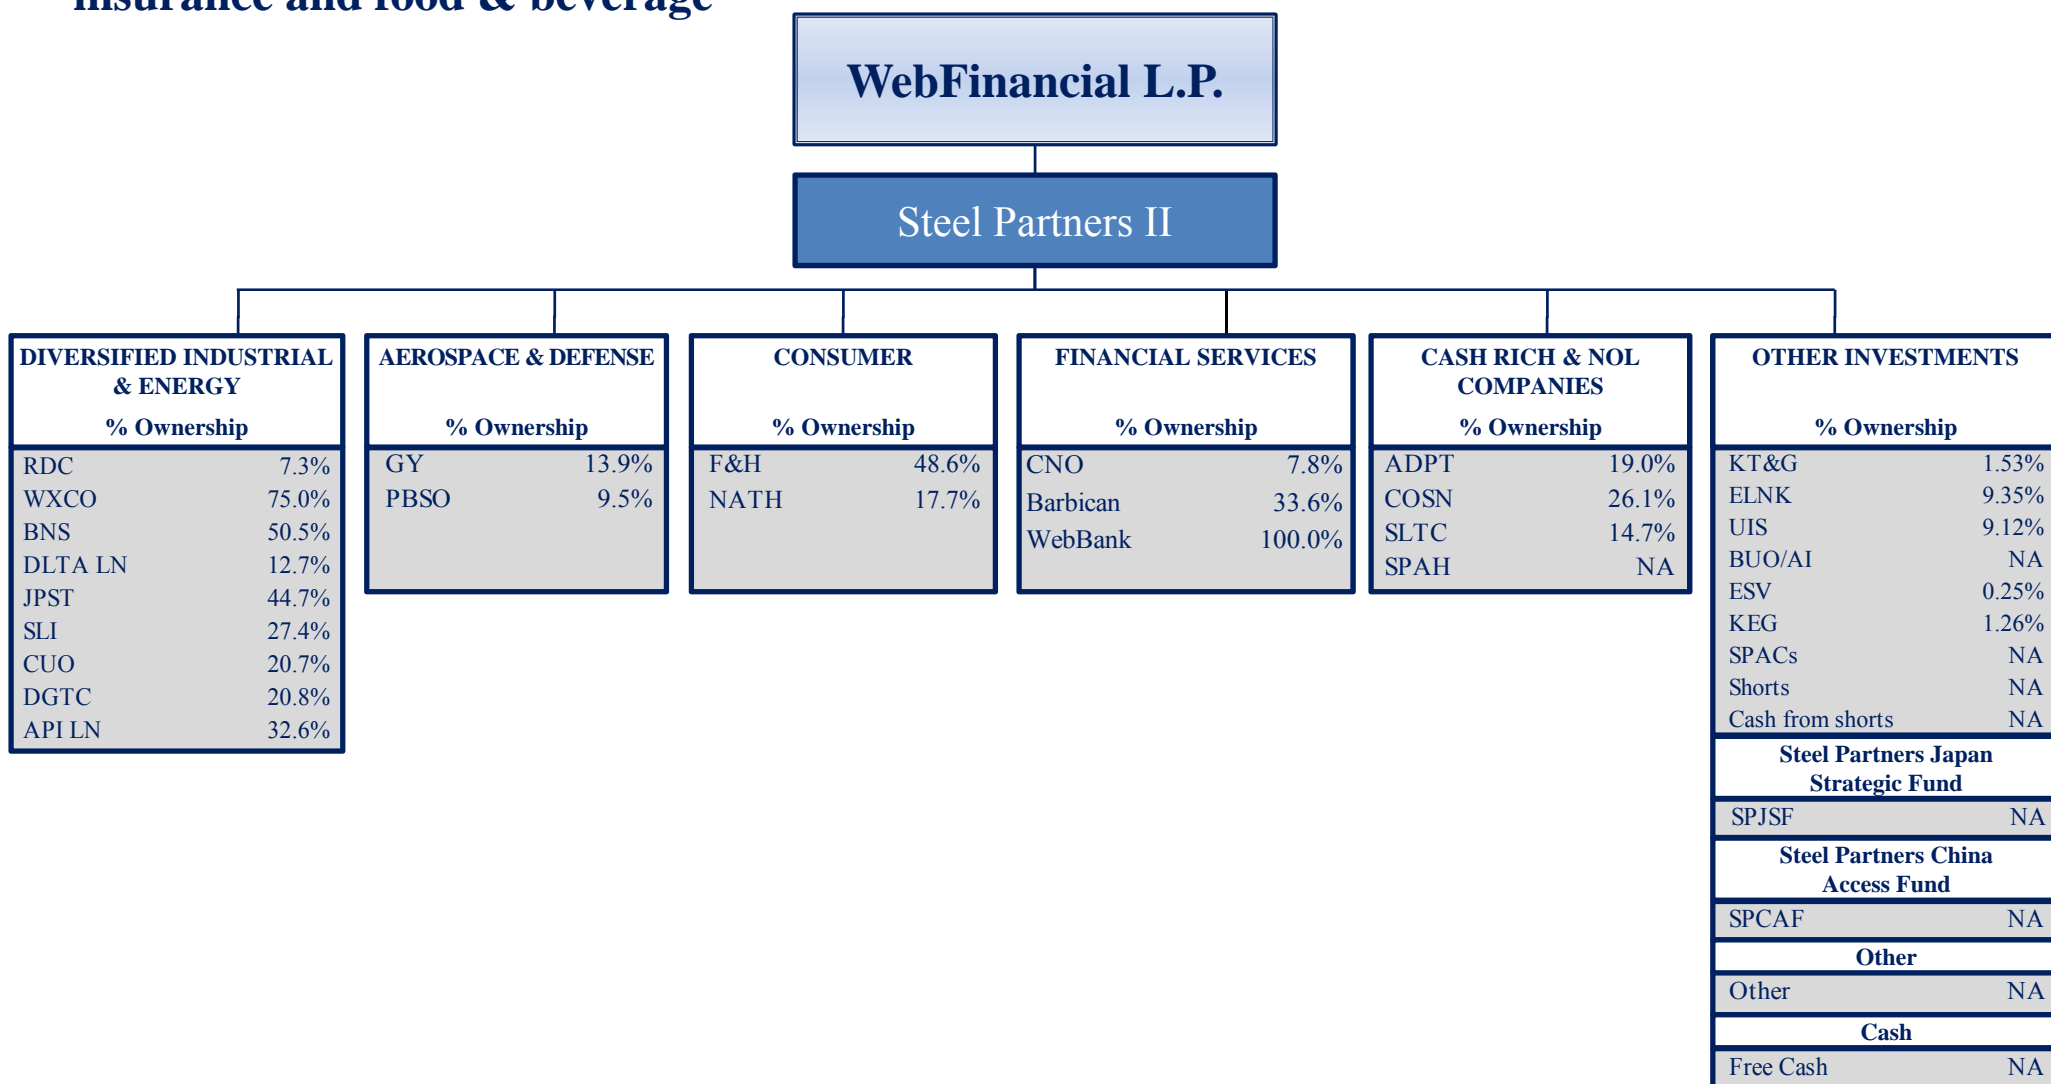 insurance and food & beverage
WebFinancial L.P.
Steel Partners II
DIVERSIFIED INDUSTRIAL
& ENERGY
% Ownership
RDC 7.3%
WXCO 75.0%
BNS 50.5%
DLTA LN 12.7%
JPST 44.7%
SLI 27.4%
CUO 20.7%
DGTC 20.8%
API LN 32.6%
AEROSPACE & DEFENSE
% Ownership
GY 13.9%
PBSO 9.5%
CONSUMER
% Ownership
F&H 48.6%
NATH 17.7%
FINANCIAL SERVICES
% Ownership
CNO 7.8%
Barbican 33.6%
WebBank 100.0%
CASH RICH & NOL
COMPANIES
% Ownership
ADPT 19.0%
COSN 26.1%
SLTC 14.7%
SPAH NA
OTHER INVESTMENTS
% Ownership
KT&G 1.53%
ELNK 9.35%
UIS 9.12%
BUO/AI NA
ESV 0.25%
KEG 1.26%
SPACs NA
Shorts NA
Cash from shorts NA
Steel Partners Japan
Strategic Fund
SPJSF NA
Steel Partners China
Access Fund
SPCAF NA
Other
Other NA
Cash
Free Cash NA